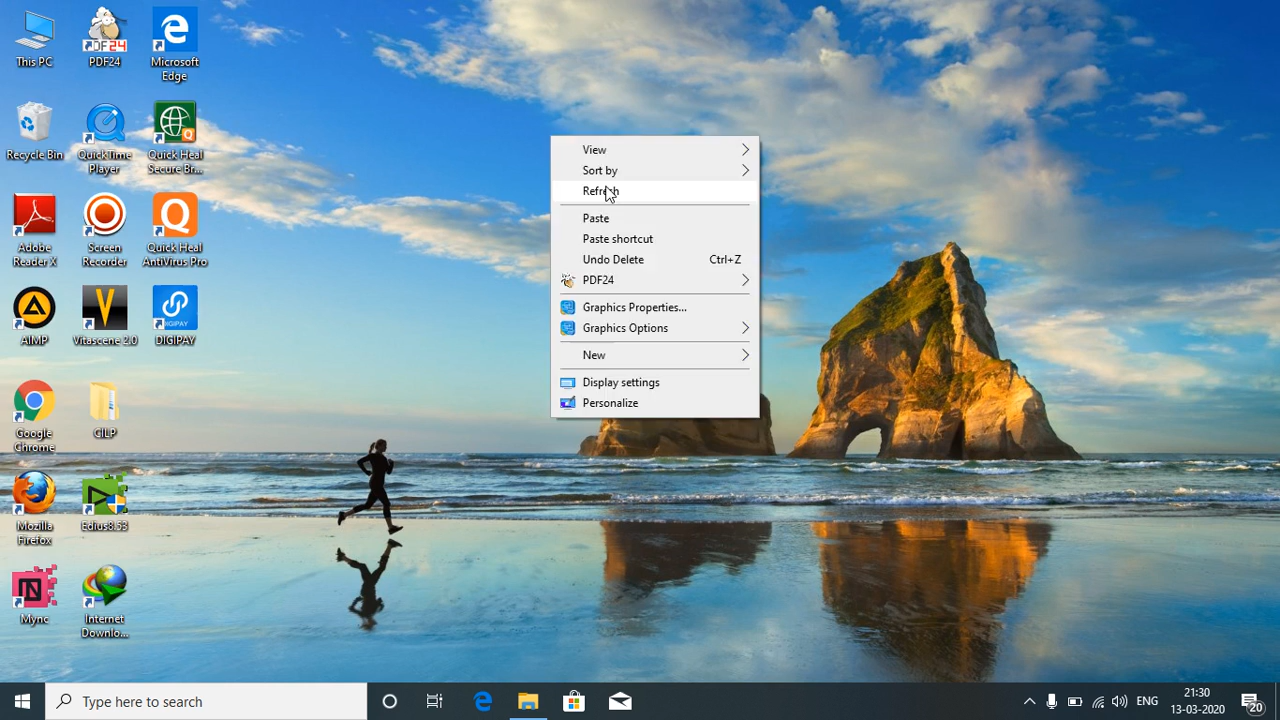 This PC
PDF24
Microsoft
Edge
Recycle Bin
QuickTime
Player
Quick Heal
Secure Br...
Adobe
Reader X
Screen
Recorder
Quick Heal
AntiVirus Pro
AIMP
Vitascene 2.0
DIGIPAY
DIGIPAY
Google
Chrome
CILP
Mozilla
Firefox
Edius8.53
Mync
Internet
Downlo...
View
Sort by
Refresh
Paste
Paste shortcut
Undo Delete Ctrl+Z
PDF24
Graphics Properties...
Graphics Options
New
Display settings
Personalize
Type here to search
ENG
21:30
13-03-2020
20